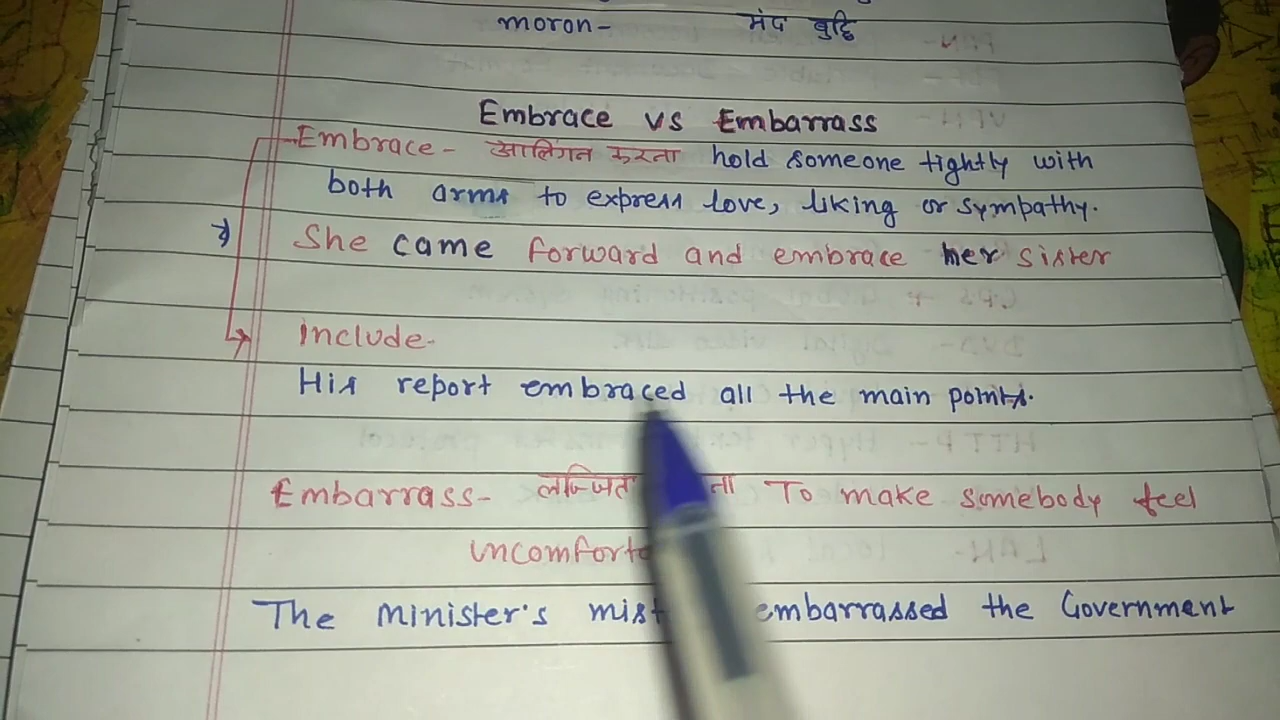 moron- मंद बुद्धि
Embrace vs Embarrass
Embrace- आलिगन करना hold someone tightly with
both arms to express love, liking or sympathy.
She came forward and embrace her sister
include-
His report embraced all the main points.
Embarrass- लज्जित To make somebody feel
The Minister's embarrassed the Government